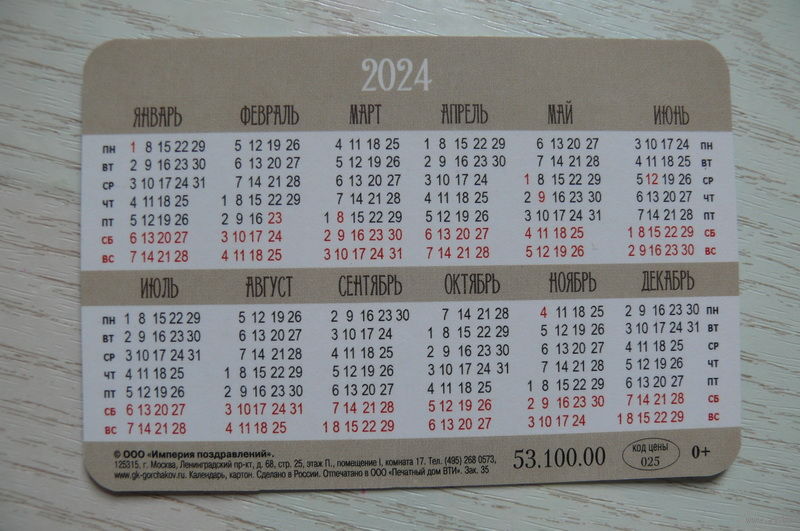 2024
ЯНВАРЬ ФЕВРАЛЬ МАРТ АПРЕЛЬ МАЙ ИЮНЬ
ПН 1 8 15 22 29 5 12 19 26 4 11 18 25 1 8 15 22 29 6 13 20 27 3 10 17 24 ПН
ВТ 2 9 16 23 30 6 13 20 27 5 12 19 26 2 9 16 23 30 7 14 21 28 4 11 18 25 ВТ
СР 3 10 17 24 31 7 14 21 28 6 13 20 27 3 10 17 24 1 8 15 22 29 5 12 19 26 СР
ЧТ 4 11 18 25 1 8 15 22 29 7 14 21 28 4 11 18 25 2 9 16 23 30 6 13 20 27 ЧТ
ПТ 5 12 19 26 2 9 16 23 1 8 15 22 29 5 12 19 26 3 10 17 24 31 7 14 21 28 ПТ
СБ 6 13 20 27 3 10 17 24 2 9 16 23 30 6 13 20 27 4 11 18 25 1 8 15 22 29 СБ
ВС 7 14 21 28 4 11 18 25 3 10 17 24 31 7 14 21 28 5 12 19 26 2 9 16 23 30 ВС
ИЮЛЬ АВГУСТ СЕНТЯБРЬ ОКТЯБРЬ НОЯБРЬ ДЕКАБРЬ
ПН 1 8 15 22 29 5 12 19 26 2 9 16 23 30 7 14 21 28 4 11 18 25 2 9 16 23 30 ПН
ВТ 2 9 16 23 30 6 13 20 27 3 10 17 24 1 8 15 22 29 5 12 19 26 3 10 17 24 31 ВТ
СР 3 10 17 24 31 7 14 21 28 4 11 18 25 2 9 16 23 30 6 13 20 27 4 11 18 25 СР
ЧТ 4 11 18 25 1 8 15 22 29 5 12 19 26 3 10 17 24 31 7 14 21 28 5 12 19 26 ЧТ
ПТ 5 12 19 26 2 9 16 23 30 6 13 20 27 4 11 18 25 1 8 15 22 29 6 13 20 27 ПТ
СБ 6 13 20 27 3 10 17 24 31 7 14 21 28 5 12 19 26 2 9 16 23 30 7 14 21 28 СБ
ВС 7 14 21 28 4 11 18 25 1 8 15 22 29 6 13 20 27 3 10 17 24 1 8 15 22 29 ВС
© ООО «Империя поздравлений».
125315, г. Москва, Ленинградский пр-кт, д. 68, стр. 25, этаж П., помещение I, комната 17. Тел. (495) 268 0573,
www.gk-gorchakov.ru. Календарь, картон. Сделано в России. Отпечатано в ООО «Печатный дом ВТИ». Зак. 35
53.100.00
код цены
025
0+